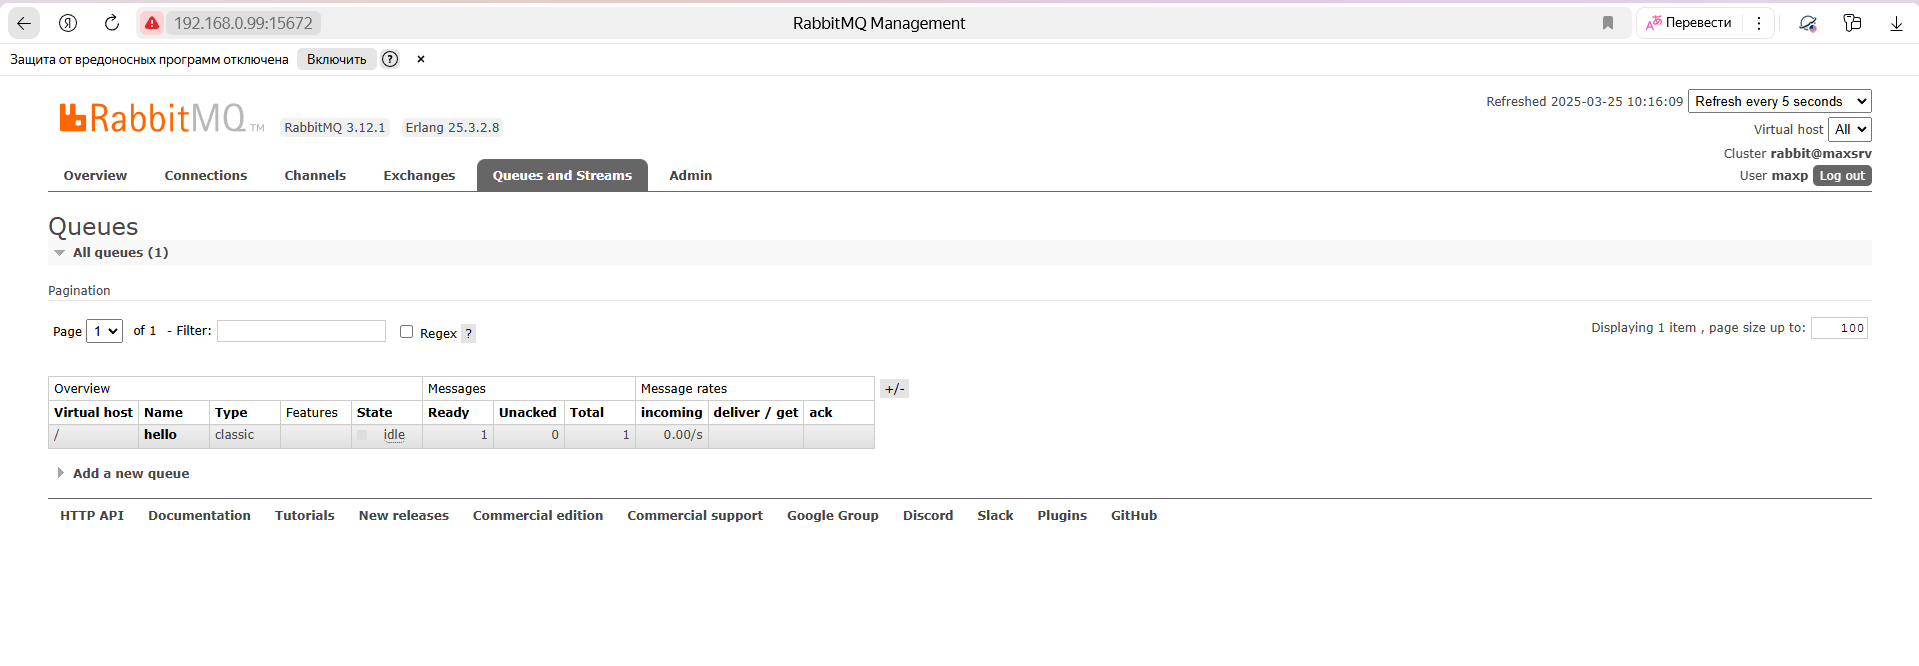 192.168.0.99:15672 RabbitMQ Management Перевести
Защита от вредоносных программ отключена Включить ? ×
RabbitMQ TM RabbitMQ 3.12.1 Erlang 25.3.2.8
Refreshed 2025-03-25 10:16:09 Refresh every 5 seconds
Virtual host All
Cluster rabbit@maxsrv
User maxp Log out
Overview Connections Channels Exchanges Queues and Streams Admin
Queues
All queues (1)
Pagination
Page 1 of 1 - Filter: Regex ? Displaying 1 item , page size up to: 100
Overview Messages Message rates +/-
Virtual host Name Type Features State Ready Unacked Total incoming deliver / get ack
/ hello classic idle 1 0 1 0.00/s
Add a new queue
HTTP API Documentation Tutorials New releases Commercial edition Commercial support Google Group Discord Slack Plugins GitHub